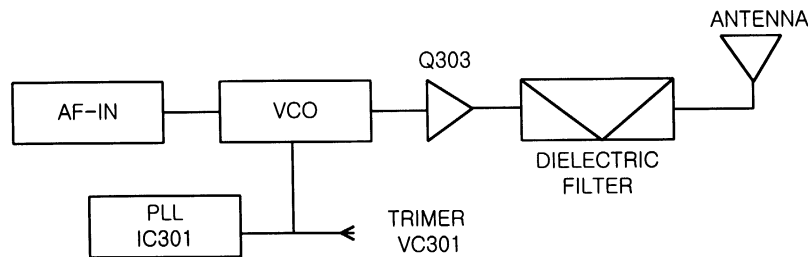 ANTENNA
Q303
AF-IN
VCO
DIELECTRIC
FILTER
PLL
IC301
TRIMER
VC301